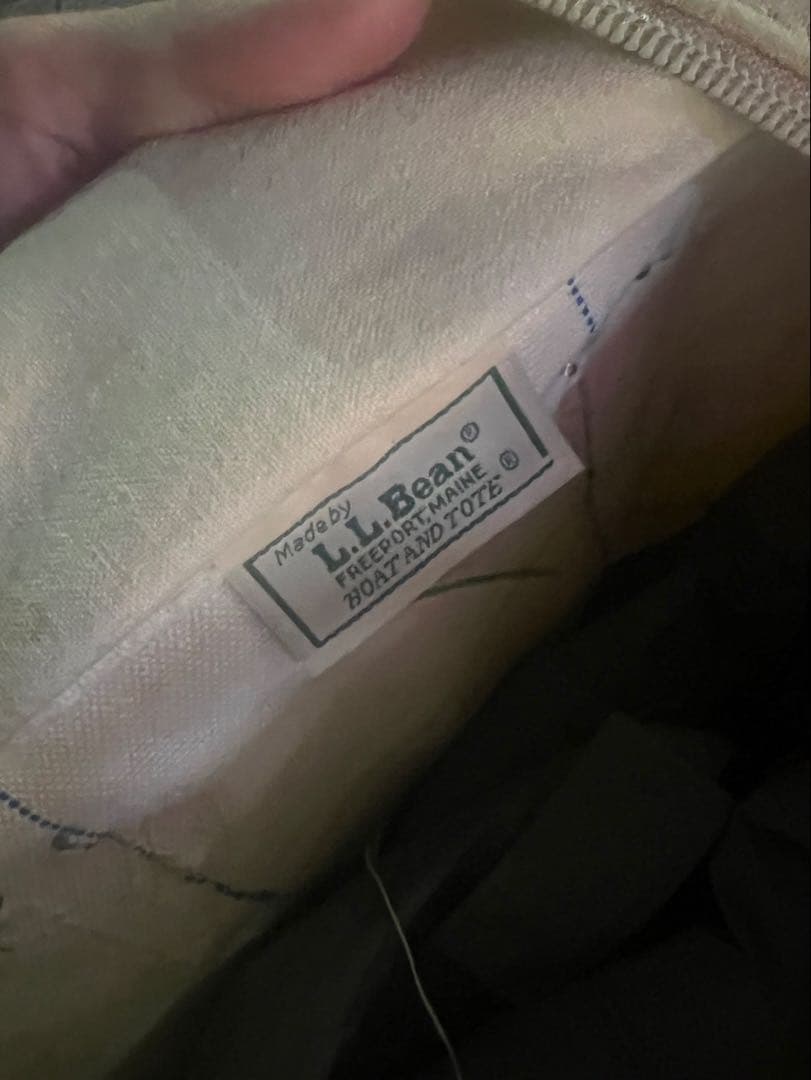 Made by
L.L.Bean®
FREEPORT, MAINE
BOAT AND TOTE®